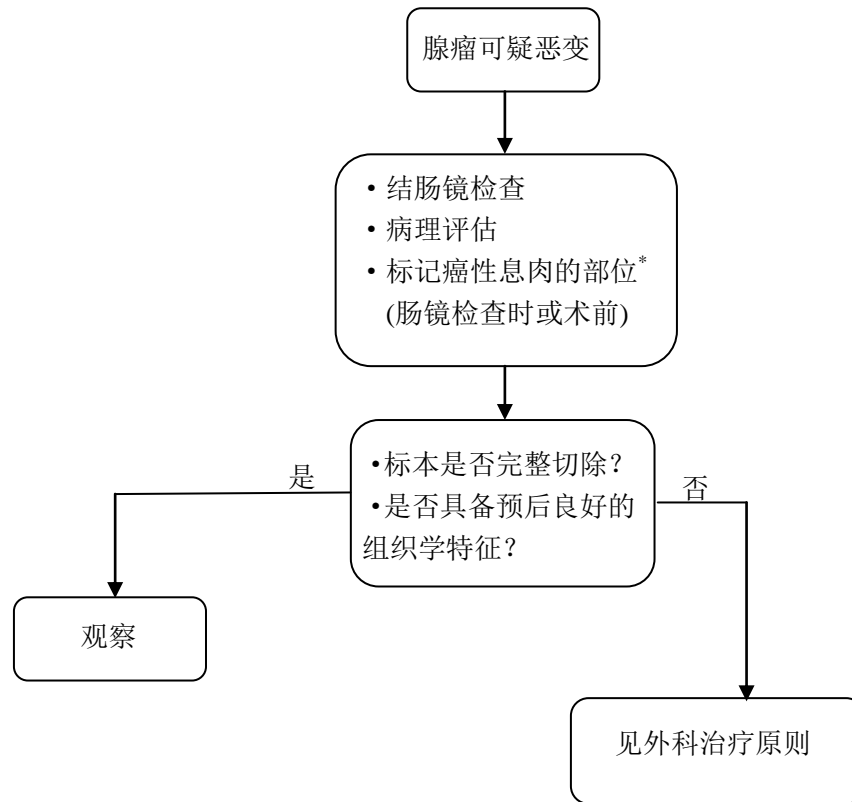 腺瘤可疑恶变
·结肠镜检查
·病理评估
·标记癌性息肉的部位*
(肠镜检查时或术前)
是
·标本是否完整切除?
否
·是否具备预后良好的
组织学特征?
观察
见外科治疗原则